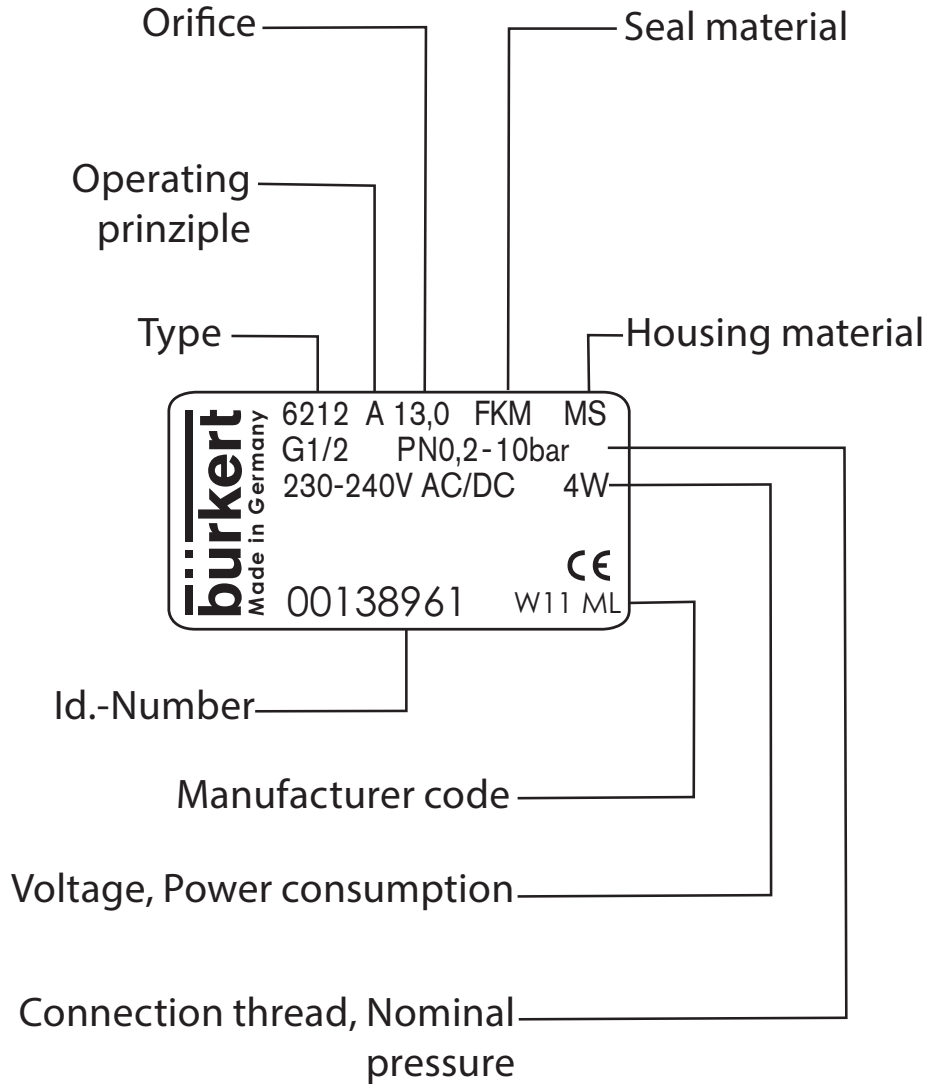 Orifice
Seal material
Operating
prinziple
Type
Housing material
bürkert
Made in Germany
6212 A 13,0 FKM MS
G1/2 PN0,2-10bar
230-240V AC/DC 4W
CE
00138961 W11 ML
Id.-Number
Manufacturer code
Voltage, Power consumption
Connection thread, Nominal
pressure